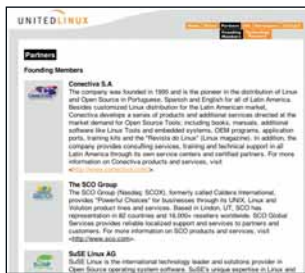 UNITEDLINUX
Partners
Founding Members
Partners
Founding Members
Conectiva S.A
The company was founded in 1995 and is the pioneer in the distribution of Linux
and Open Source in Portuguese, Spanish and English for all of Latin America.
Besides customized Linux distribution for the Latin American market,
Conectiva develops a series of products and additional services directed at the
market demand for Open Source Tools; including books, manuals, additional
software like Linux Tools and embedded systems, OEM programs, application
ports, training kits and the "Revista do Linux" (Linux magazine). In addition, the
company provides consulting services, training and technical support in all
Latin America through its own service centers and certified partners. For more
information on Conectiva products and services, visit
The SCO Group
The SCO Group (Nasdaq: SCOX), formerly called Caldera International,
provides "Powerful Choices" for businesses through its UNIX, Linux and
Volution product lines and services. Based in Lindon, UT, SCO has
representation in 82 countries and 16,000+ resellers worldwide. SCO Global
Services provides reliable localized support and services to partners and
customers. For more information on SCO products and services, visit
<http://www.sco.com>.
SuSE Linux AG
SuSE Linux is the international technology leader and solutions provider in
Open Source operating system software. SuSE's unique expertise in Linux and